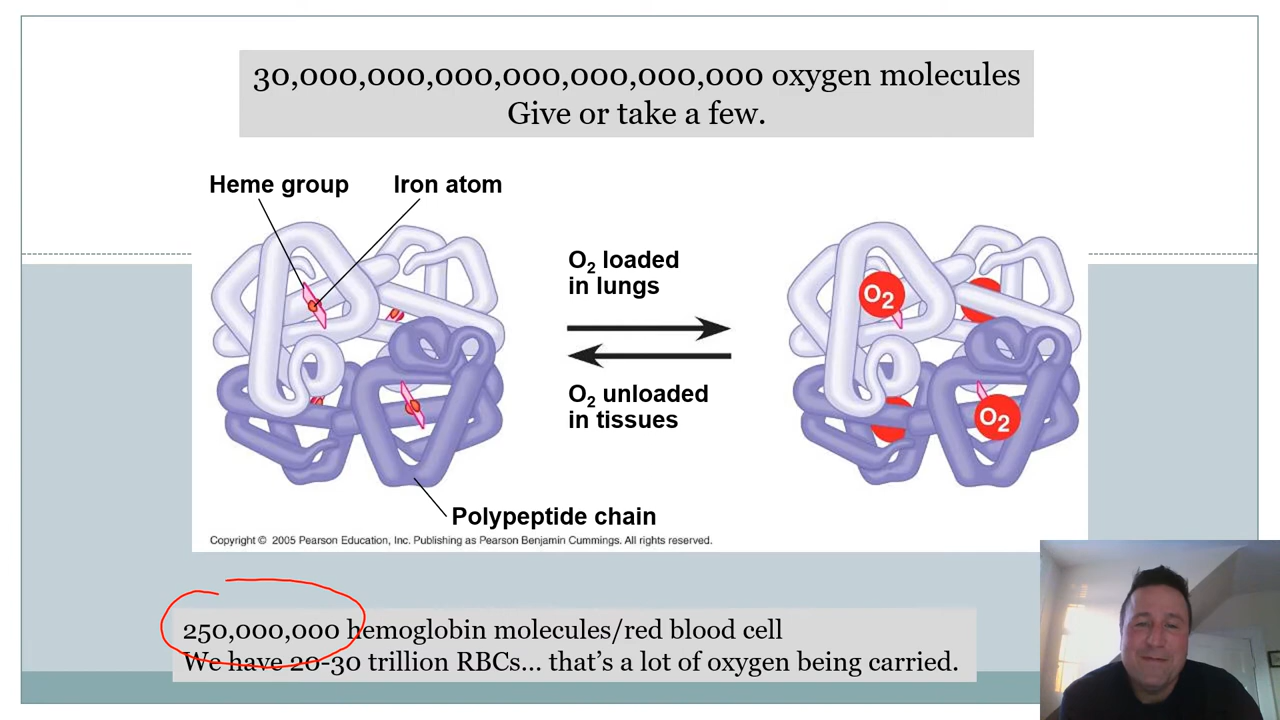 30,000,000,000,000,000,000,000 oxygen molecules
Give or take a few.
Heme group
Iron atom
O₂ loaded
in lungs
O₂
O₂ unloaded
in tissues
O₂
Polypeptide chain
Copyright © 2005 Pearson Education, Inc. Publishing as Pearson Benjamin Cummings. All rights reserved.
250,000,000 hemoglobin molecules/red blood cell
We have 20-30 trillion RBCs... that's a lot of oxygen being carried.